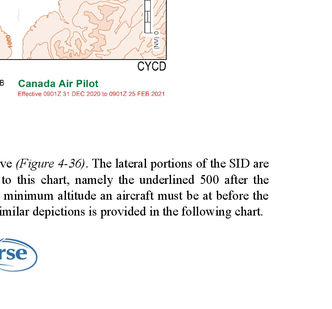 CYCD
B Canada Air Pilot
Effective 0901Z 31 DEC 2020 to 0901Z 25 FEB 2021
ve (Figure 4-36). The lateral portions of the SID are
to this chart, namely the underlined 500 after the
minimum altitude an aircraft must be at before the
imilar depictions is provided in the following chart.
rse